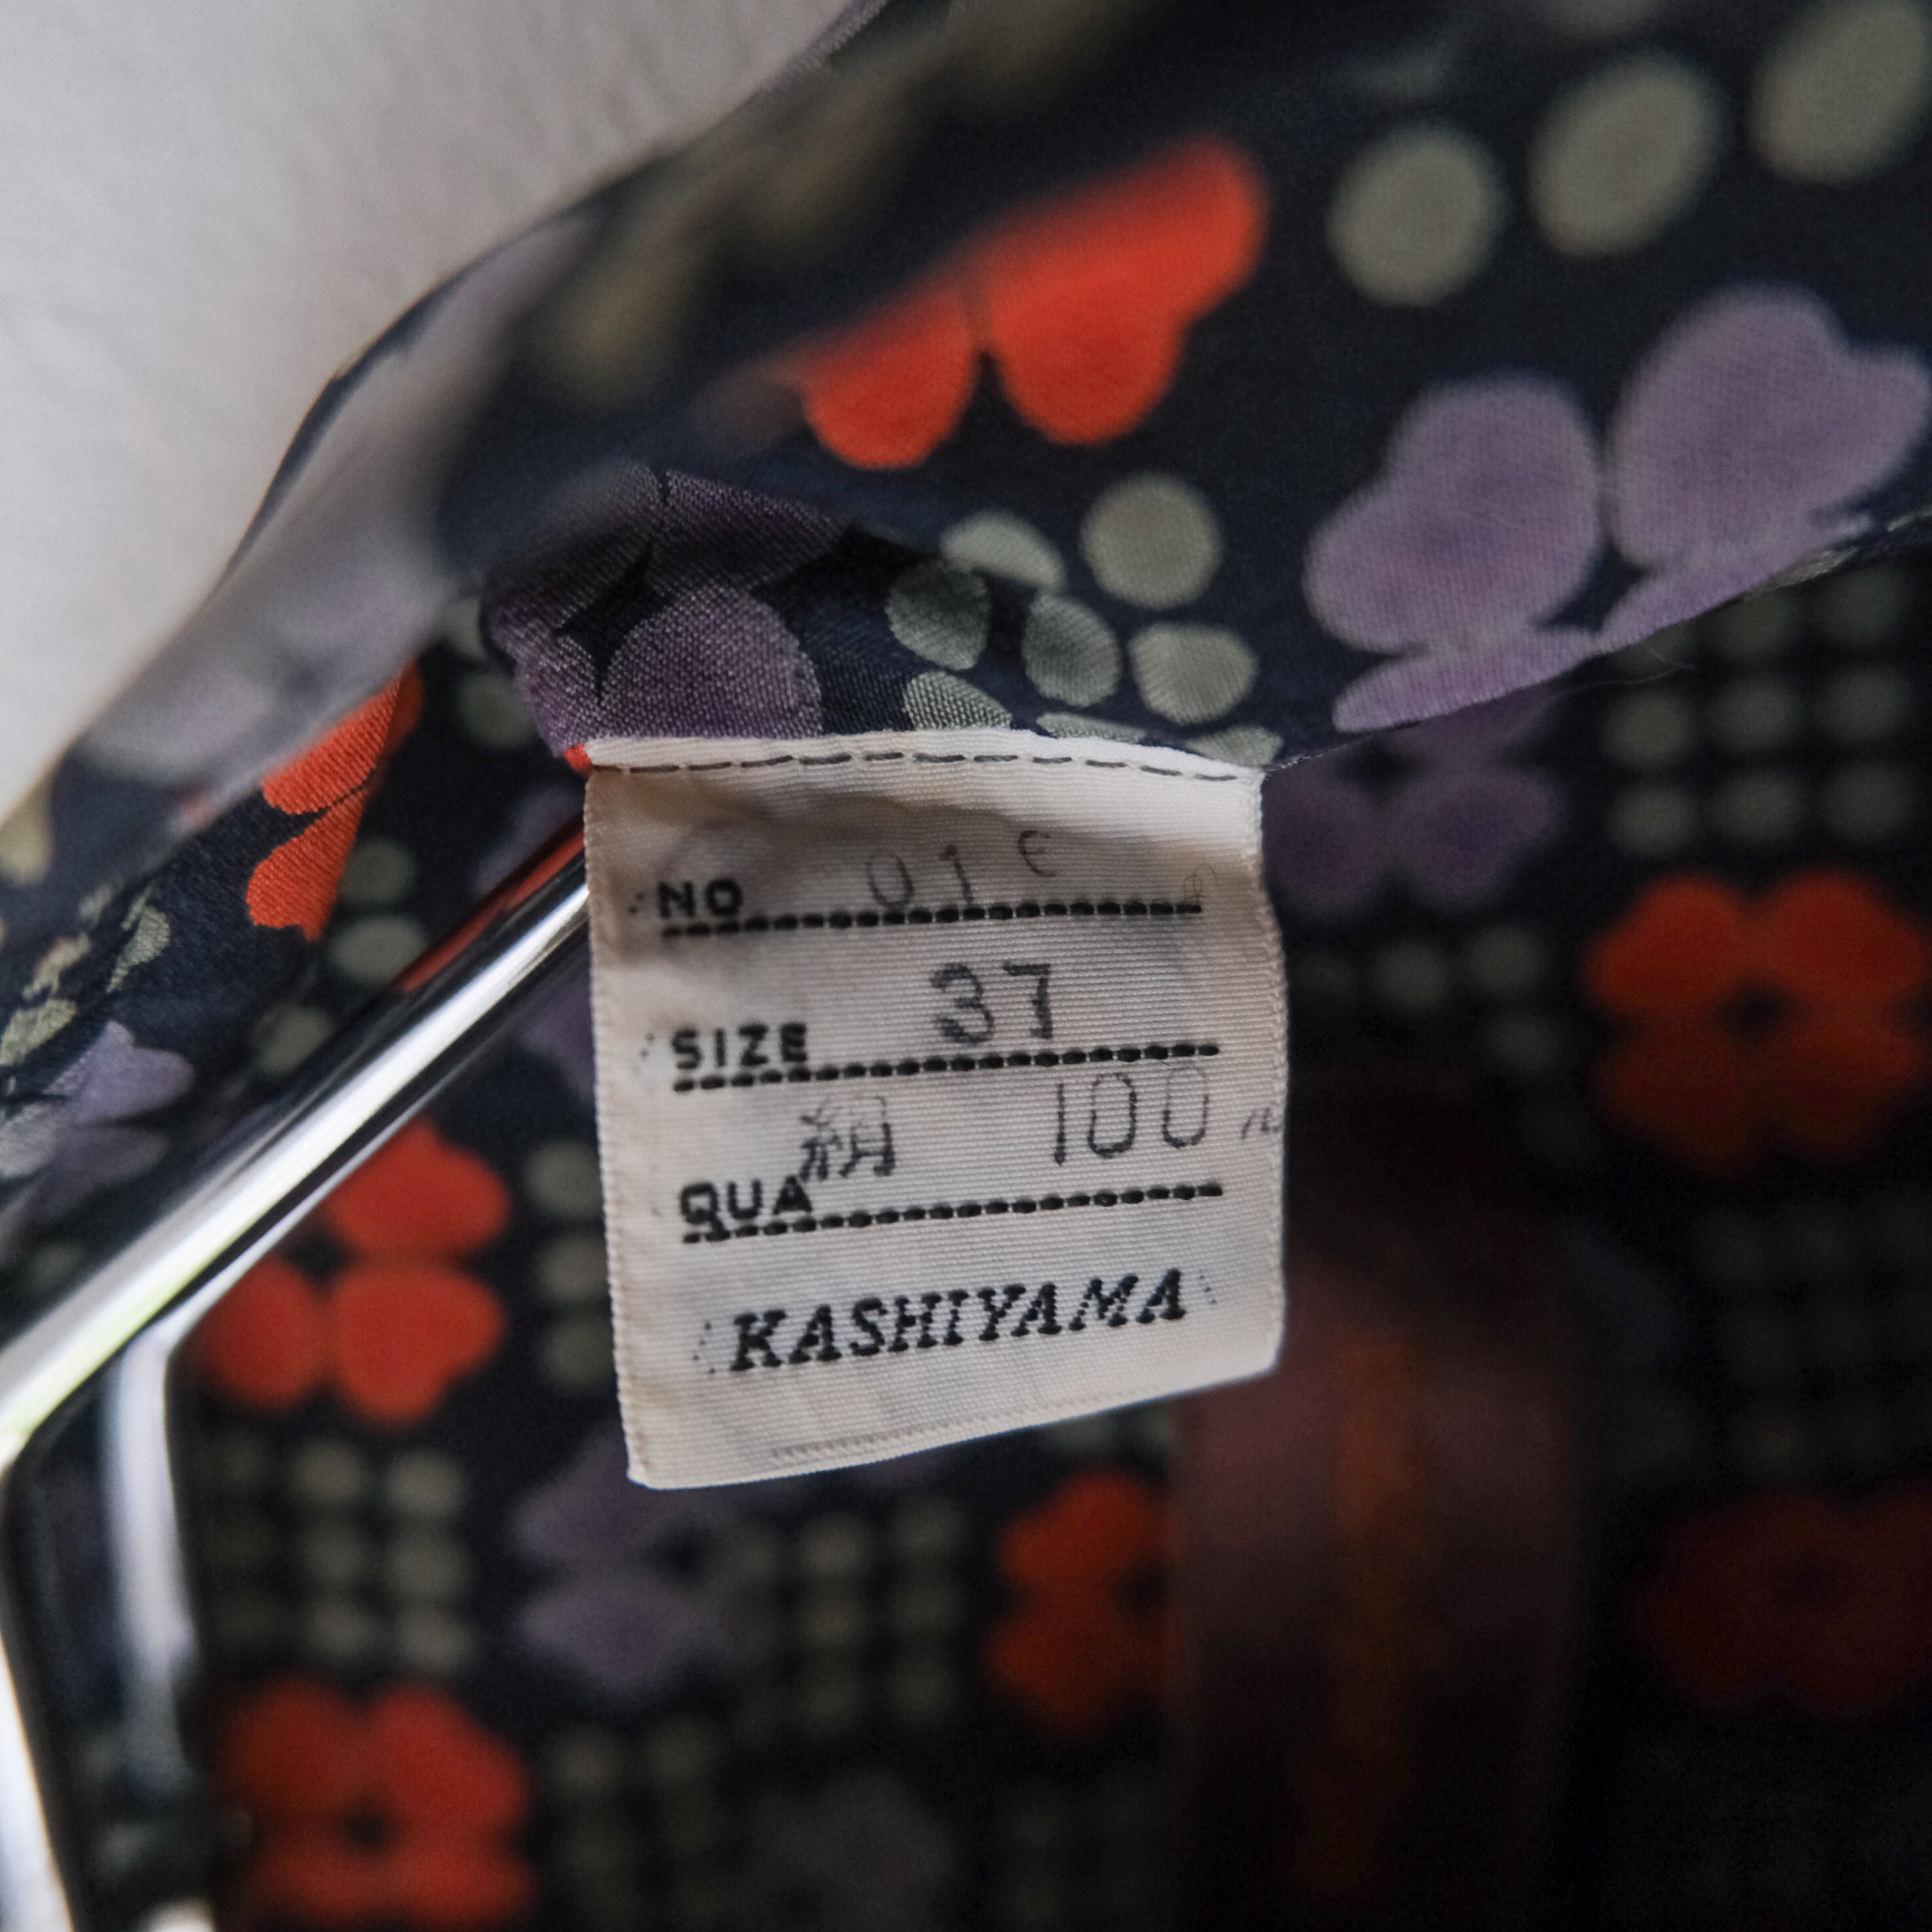 NO 01
SIZE 37
QUA 絹 100
KASHIYAMA